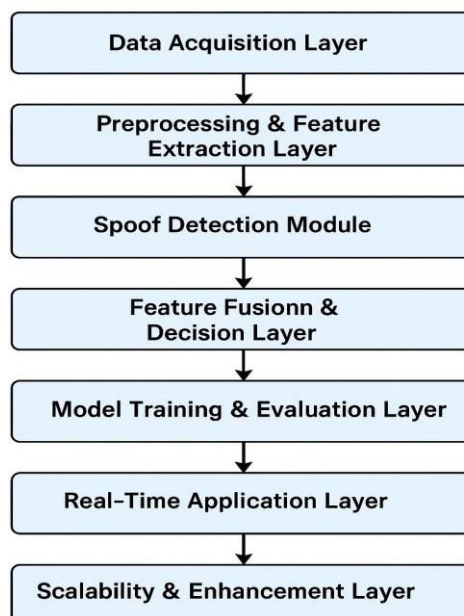 Data Acquisition Layer
Preprocessing & Feature
Extraction Layer
Spoof Detection Module
Feature Fusionn &
Decision Layer
Model Training & Evaluation Layer
Real-Time Application Layer
Scalability & Enhancement Layer